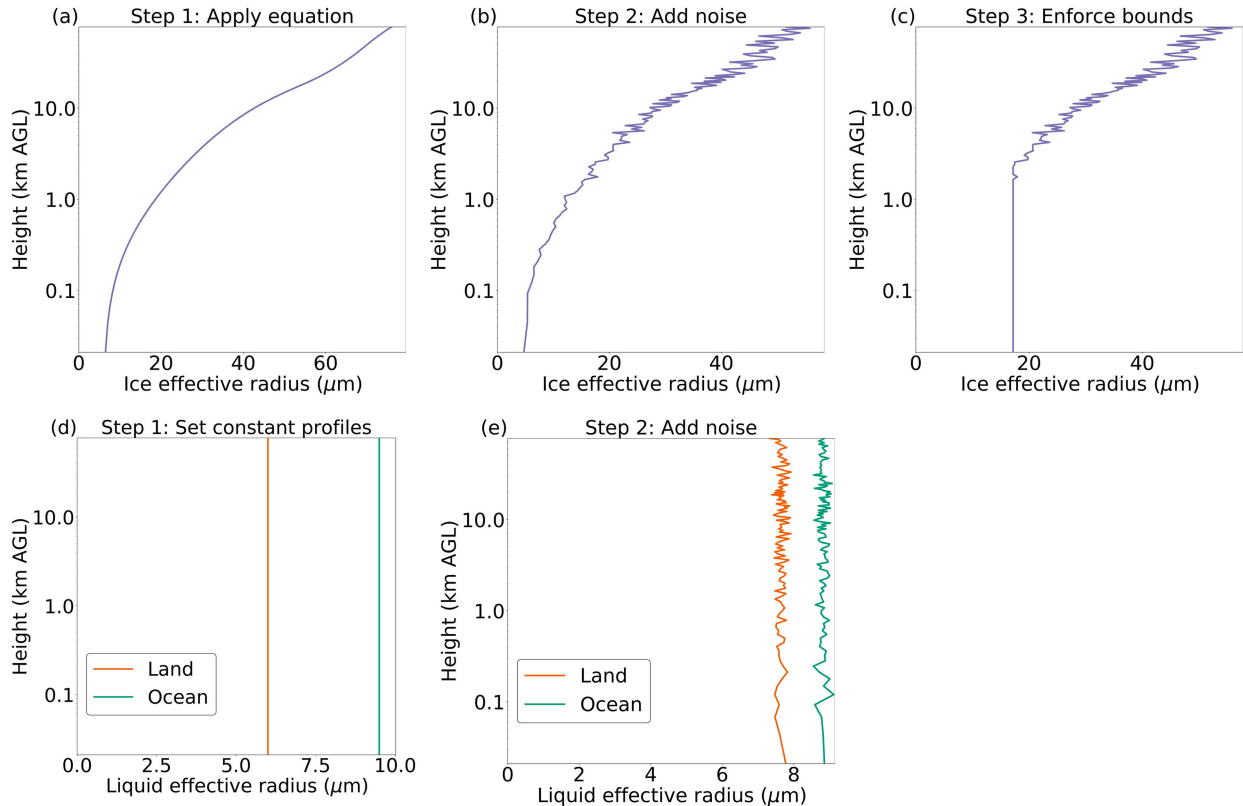 (a) Step 1: Apply equation
Height (km AGL)
10.0
1.0
0.1
0 20 40 60
Ice effective radius (μm)
(b) Step 2: Add noise
Height (km AGL)
10.0
1.0
0.1
0 20 40
Ice effective radius (μm)
(c) Step 3: Enforce bounds
Height (km AGL)
10.0
1.0
0.1
0 20 40
Ice effective radius (μm)
(d) Step 1: Set constant profiles
Height (km AGL)
10.0
1.0
0.1
Land
Ocean
0.0 2.5 5.0 7.5 10.0
Liquid effective radius (μm)
(e) Step 2: Add noise
Height (km AGL)
10.0
1.0
0.1
Land
Ocean
0 2 4 6 8
Liquid effective radius (μm)